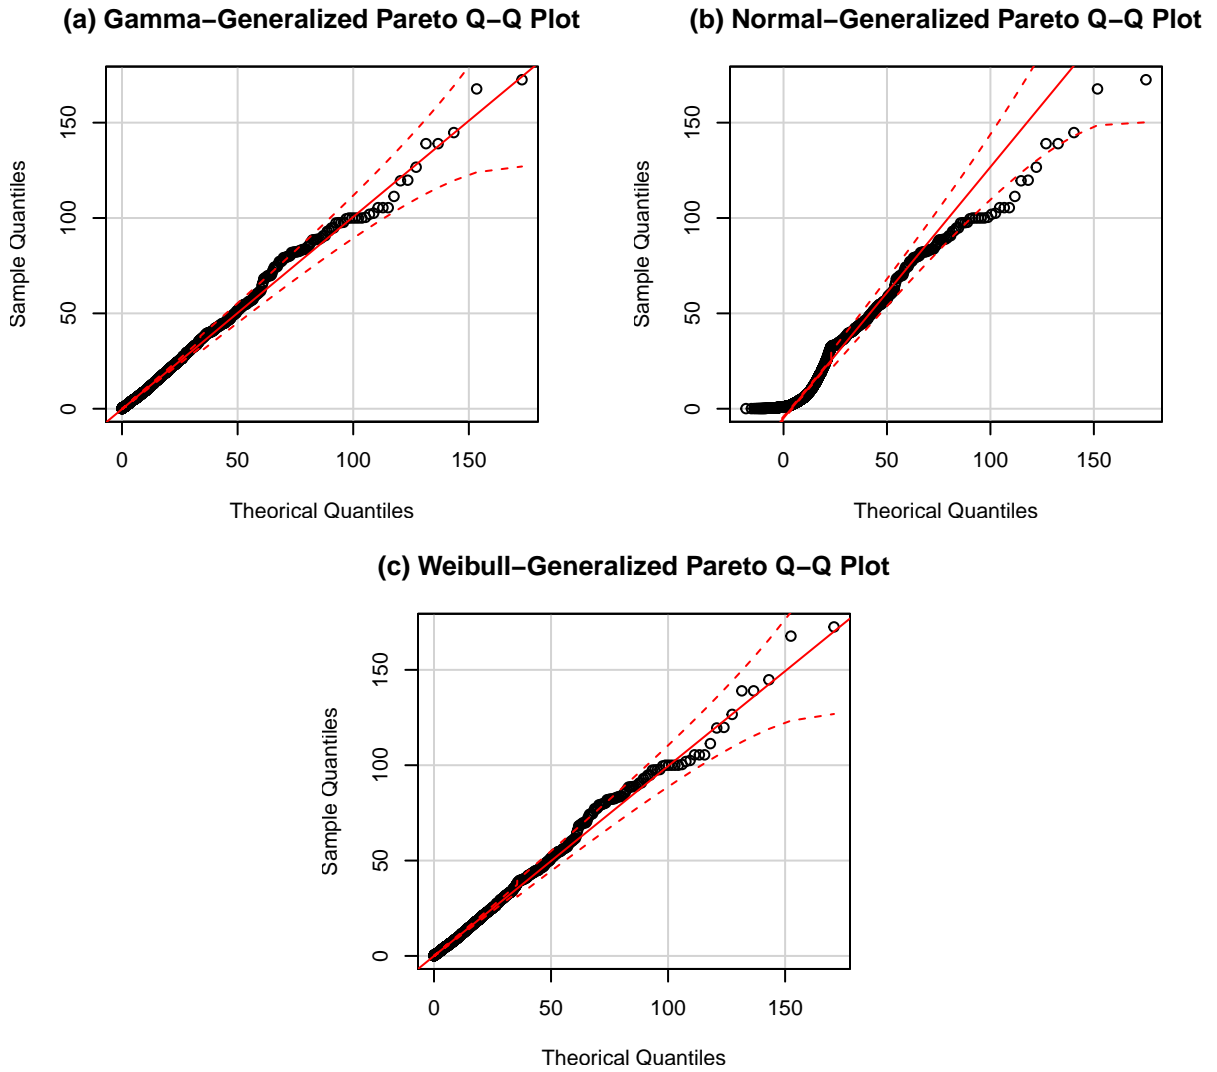 (a) Gamma−Generalized Pareto Q−Q Plot
Sample Quantiles
150
100
50
0
0 50 100 150
Theorical Quantiles
(b) Normal−Generalized Pareto Q−Q Plot
Sample Quantiles
150
100
50
0
0 50 100 150
Theorical Quantiles
(c) Weibull−Generalized Pareto Q−Q Plot
Sample Quantiles
150
100
50
0
0 50 100 150
Theorical Quantiles